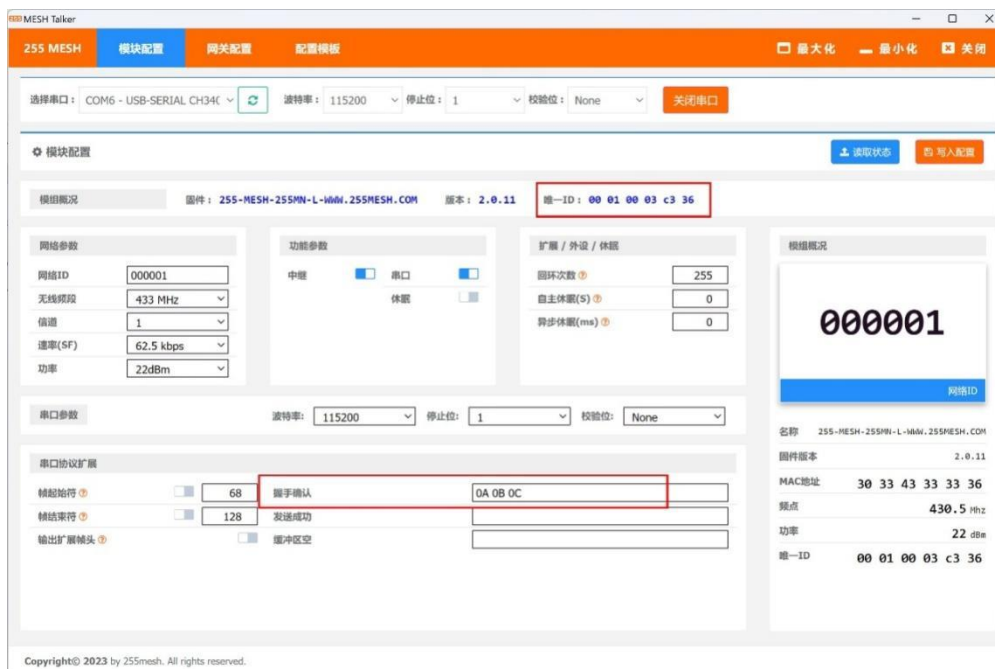 255 MESH Talker
255 MESH 模块配置 网关配置 配置模板 最大化 最小化 关闭
选择串口： COM6 - USB-SERIAL CH34( 波特率： 115200 停止位： 1 校验位： None 关闭串口
模块配置 读取状态 写入配置
模组概况 固件： 255-MESH-255MN-L-WWW.255MESH.COM 版本： 2.0.11 唯一ID： 00 01 00 03 c3 36
网络参数 功能参数 扩展 / 外设 / 休眠 模组概况
网络ID 000001 中继 串口 回环次数 255
无线频段 433 MHz 休眠 自主休眠(S) 0
信道 1 异步休眠(ms) 0
速率(SF) 62.5 kbps
功率 22dBm
000001
网络ID
串口参数 波特率: 115200 停止位: 1 校验位: None
名称 255-MESH-255MN-L-WWW.255MESH.COM
固件版本 2.0.11
MAC地址 30 33 43 33 33 36
频点 430.5 Mhz
功率 22 dBm
唯一ID 00 01 00 03 c3 36
串口协议扩展
帧起始符 68 握手确认 0A 0B 0C
帧结束符 128 发送成功
输出扩展帧头 缓冲区空
Copyright© 2023 by 255mesh. All rights reserved.